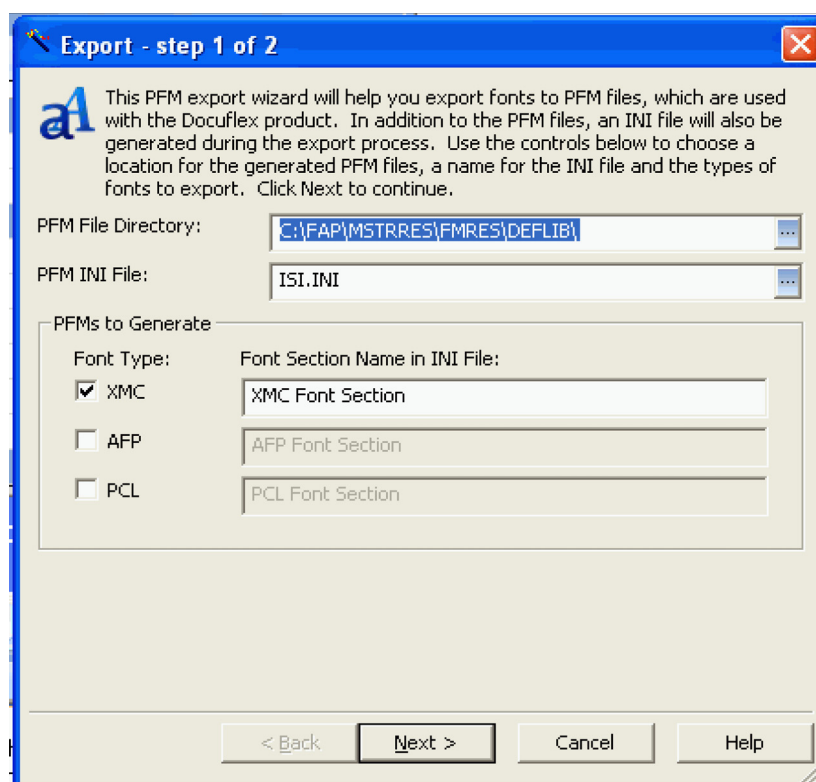 Export - step 1 of 2
This PFM export wizard will help you export fonts to PFM files, which are used
with the Docuflex product. In addition to the PFM files, an INI file will also be
generated during the export process. Use the controls below to choose a
location for the generated PFM files, a name for the INI file and the types of
fonts to export. Click Next to continue.
PFM File Directory: C:\FAP\MSTRRES\FMRES\DEFLIB\ ...
PFM INI File: ISI.INI ...
PFMs to Generate
Font Type: Font Section Name in INI File:
XMC XMC Font Section
AFP AFP Font Section
PCL PCL Font Section
< Back Next > Cancel Help